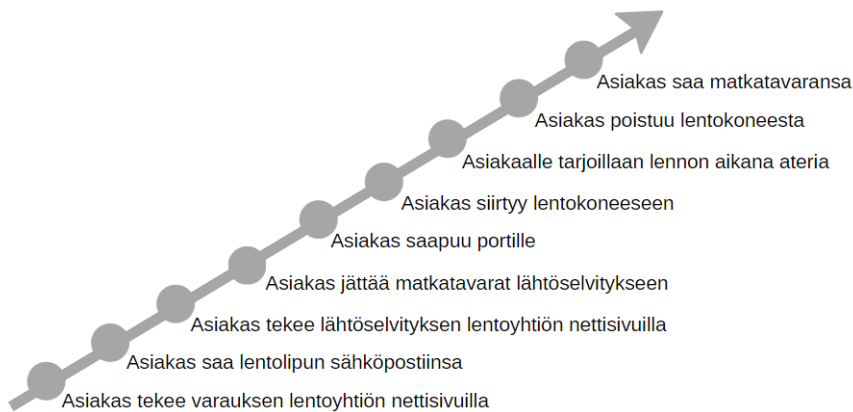 Asiakas saa matkatavaransa
Asiakas poistuu lentokoneesta
Asiakaalle tarjoillaan lennon aikana ateria
Asiakas siirtyy lentokoneeseen
Asiakas saapuu portille
Asiakas jättää matkatavarat lähtöselvitykseen
Asiakas tekee lähtöselvityksen lentoyhtiön nettisivuilla
Asiakas saa lentolipun sähköpostiinsa
Asiakas tekee varauksen lentoyhtiön nettisivuilla